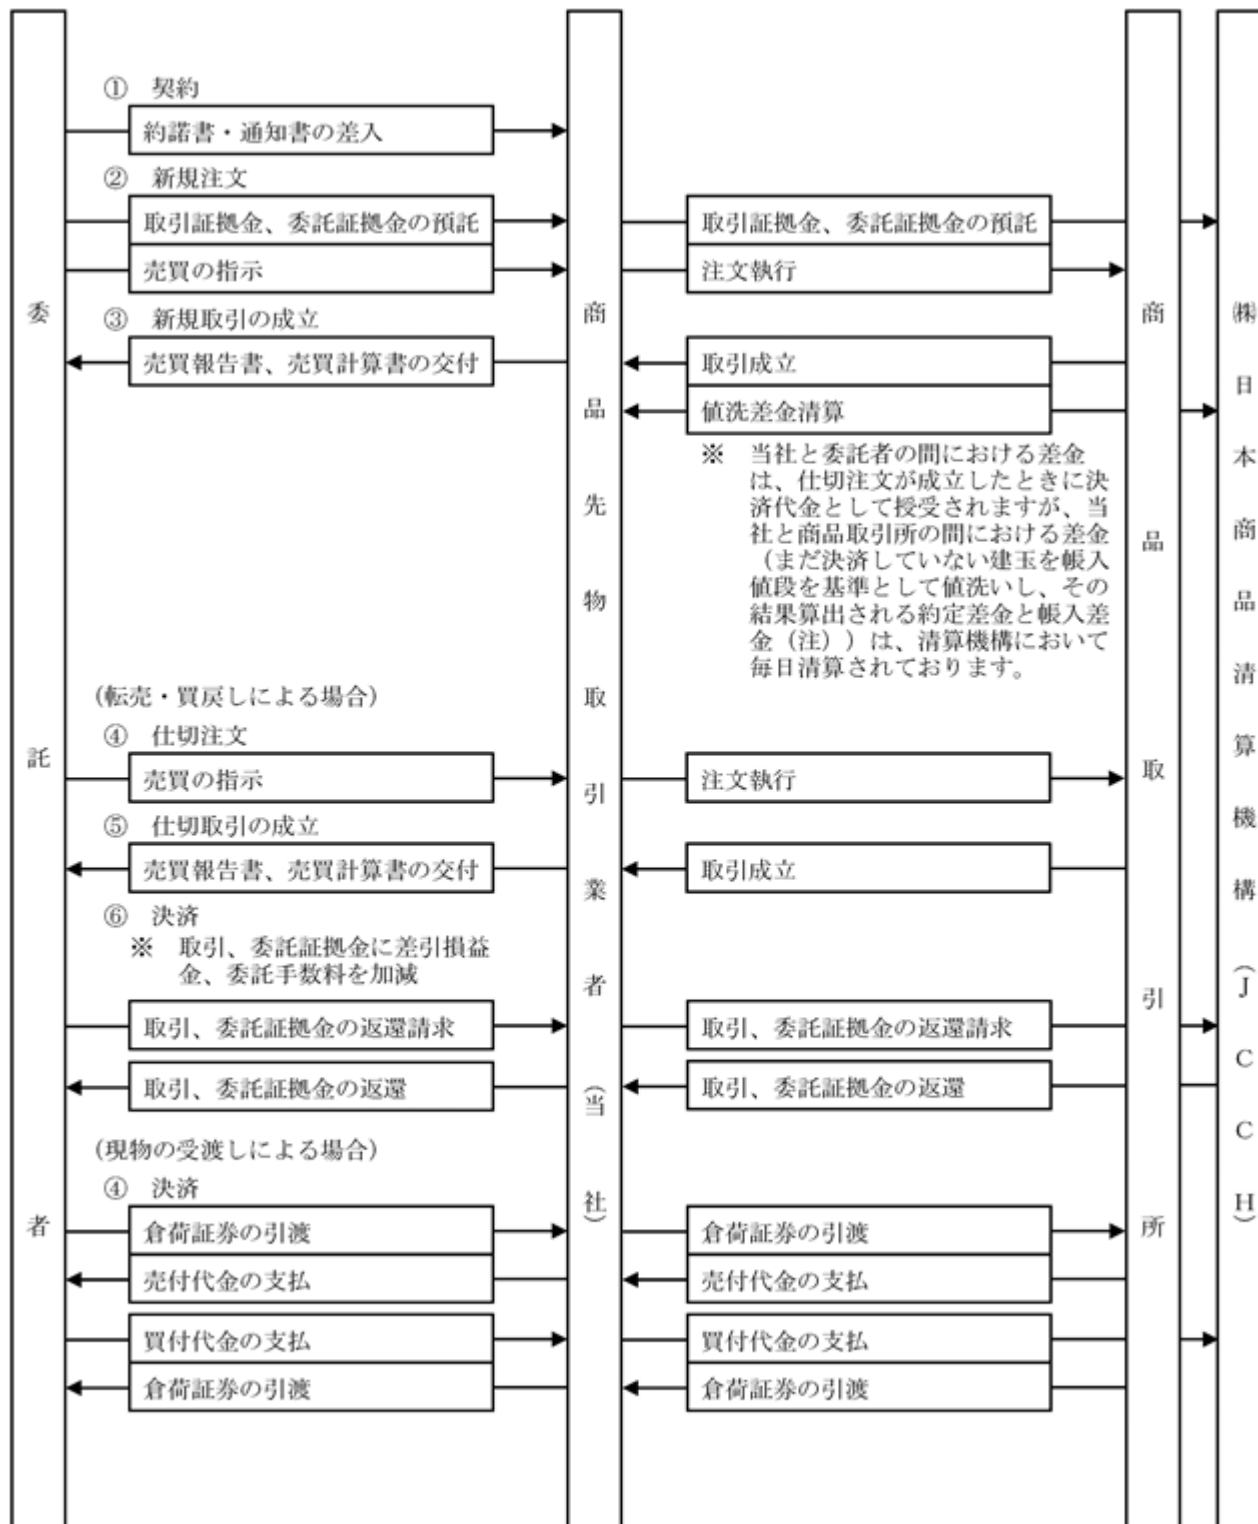 委託者
商品先物取引業者（当社）
商品取引所
㈱日本商品清算機構（JCCH）
① 契約
約諾書・通知書の差入
② 新規注文
取引証拠金、委託証拠金の預託
取引証拠金、委託証拠金の預託
売買の指示
注文執行
③ 新規取引の成立
売買報告書、売買計算書の交付
取引成立
値洗差金清算
※ 当社と委託者の間における差金
は、仕切注文が成立したときに決
済代金として授受されますが、当
社と商品取引所の間における差金
（まだ決済していない建玉を帳入
値段を基準として値洗いし、その
結果算出される約定差金と帳入差
金（注））は、清算機構において
毎日清算されております。
(転売・買戻しによる場合)
④ 仕切注文
売買の指示
注文執行
⑤ 仕切取引の成立
売買報告書、売買計算書の交付
取引成立
⑥ 決済
※ 取引、委託証拠金に差引損益
金、委託手数料を加減
取引、委託証拠金の返還請求
取引、委託証拠金の返還請求
取引、委託証拠金の返還
取引、委託証拠金の返還
(現物の受渡しによる場合)
④ 決済
倉荷証券の引渡
倉荷証券の引渡
売付代金の支払
売付代金の支払
買付代金の支払
買付代金の支払
倉荷証券の引渡
倉荷証券の引渡